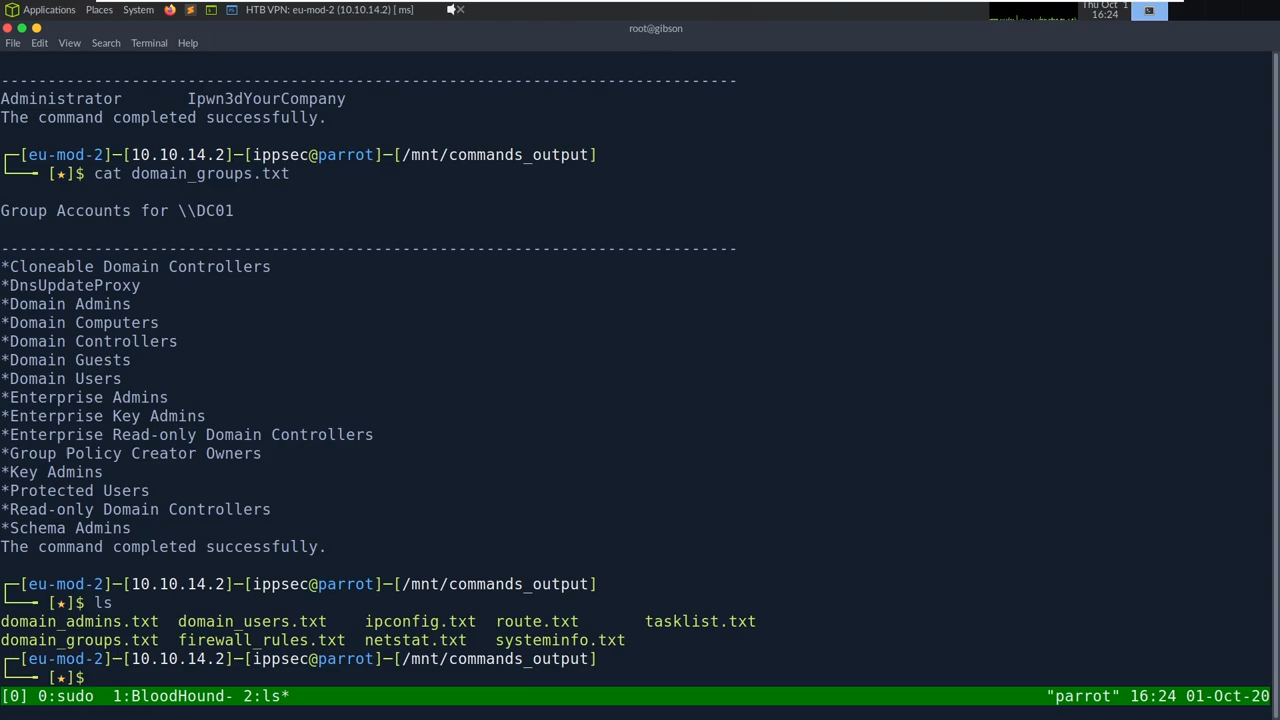 Applications Places System HTB VPN: eu-mod-2 (10.10.14.2) [ ms] Thu Oct 1
16:24
root@gibson
File Edit View Search Terminal Help
--------------------------------------------------------------------------------
Administrator Ipwn3dYourCompany
The command completed successfully.
┌─[eu-mod-2]─[10.10.14.2]─[ippsec@parrot]─[/mnt/commands_output]
└──╼ [★]$ cat domain_groups.txt
Group Accounts for \\DC01
--------------------------------------------------------------------------------
*Cloneable Domain Controllers
*DnsUpdateProxy
*Domain Admins
*Domain Computers
*Domain Controllers
*Domain Guests
*Domain Users
*Enterprise Admins
*Enterprise Key Admins
*Enterprise Read-only Domain Controllers
*Group Policy Creator Owners
*Key Admins
*Protected Users
*Read-only Domain Controllers
*Schema Admins
The command completed successfully.
┌─[eu-mod-2]─[10.10.14.2]─[ippsec@parrot]─[/mnt/commands_output]
└──╼ [★]$ ls
domain_admins.txt domain_users.txt ipconfig.txt route.txt tasklist.txt
domain_groups.txt firewall_rules.txt netstat.txt systeminfo.txt
┌─[eu-mod-2]─[10.10.14.2]─[ippsec@parrot]─[/mnt/commands_output]
└──╼ [★]$
[0] 0:sudo 1:BloodHound- 2:ls* "parrot" 16:24 01-Oct-20